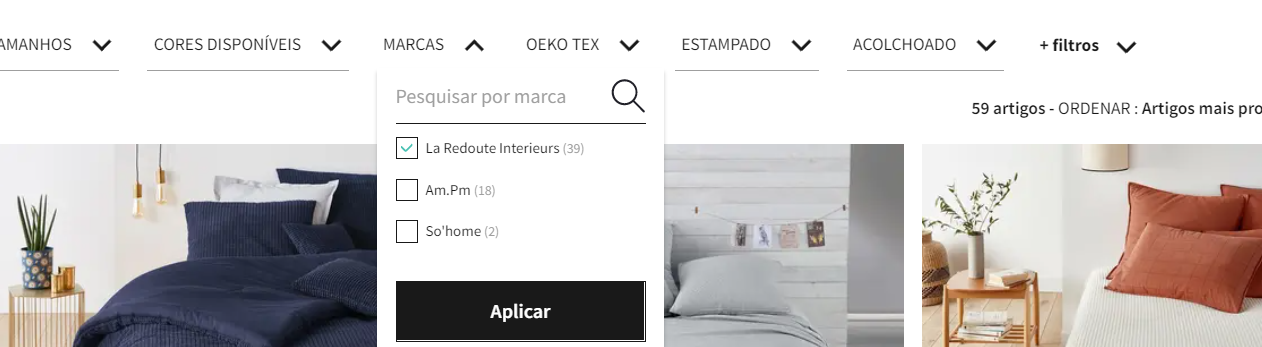 AMANHOS CORES DISPONÍVEIS MARCAS OEKO TEX ESTAMPADO ACOLCHOADO + filtros
Pesquisar por marca
59 artigos - ORDENAR : Artigos mais pro
La Redoute Interieurs (39)
Am.Pm (18)
So'home (2)
Aplicar